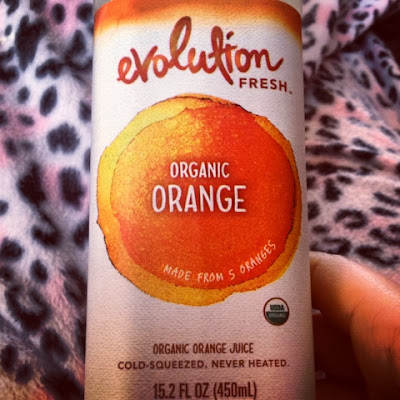 evolution
FRESH™
ORGANIC
ORANGE
MADE FROM 5 ORANGES
USDA
ORGANIC
ORGANIC ORANGE JUICE
COLD-SQUEEZED, NEVER HEATED.
15.2 FL OZ (450mL)